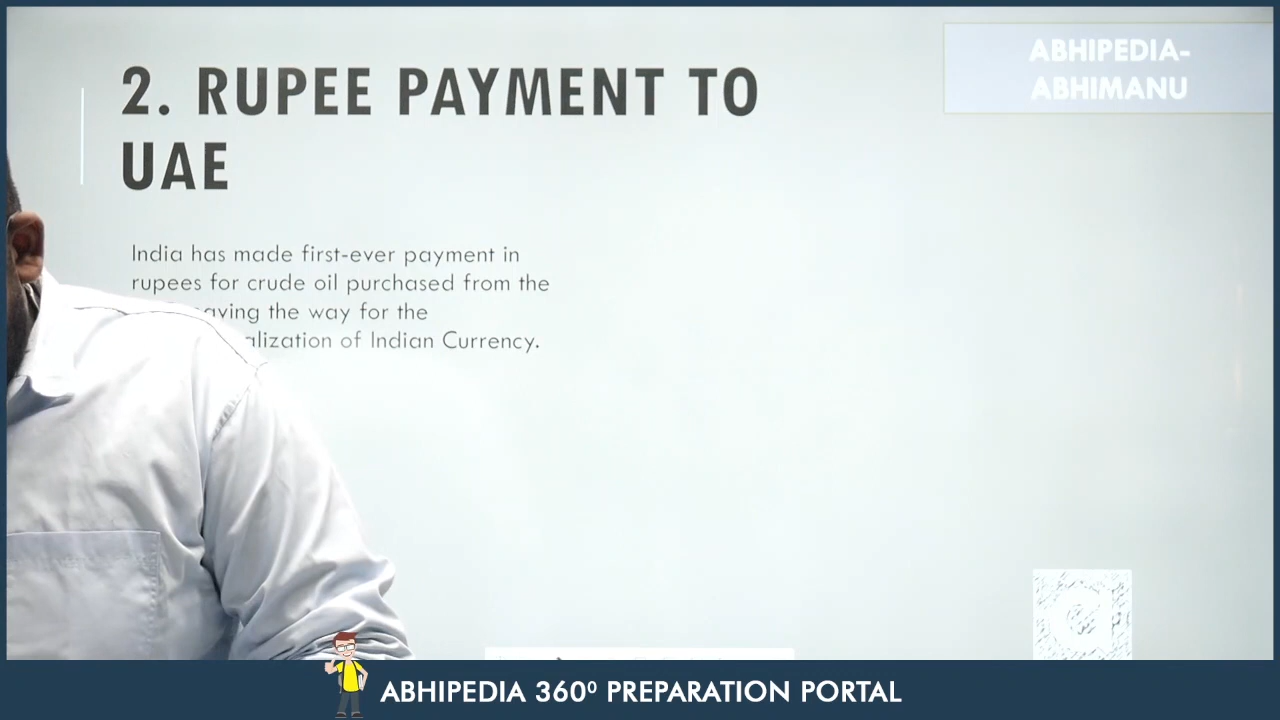 2. RUPEE PAYMENT TO
UAE
ABHIPEDIA-
ABHIMANU
India has made first-ever payment in
rupees for crude oil purchased from the
aving the way for the
alization of Indian Currency.
ABHIPEDIA 360⁰ PREPARATION PORTAL